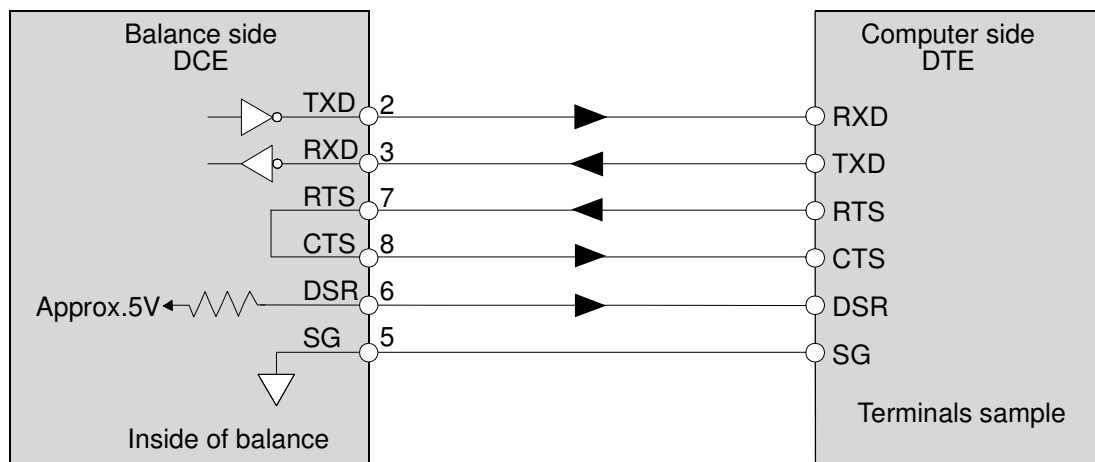 Balance side
DCE
Computer side
DTE
TXD 2 RXD
RXD 3 TXD
RTS 7 RTS
CTS 8 CTS
Approx.5V DSR 6 DSR
SG 5 SG
Inside of balance
Terminals sample